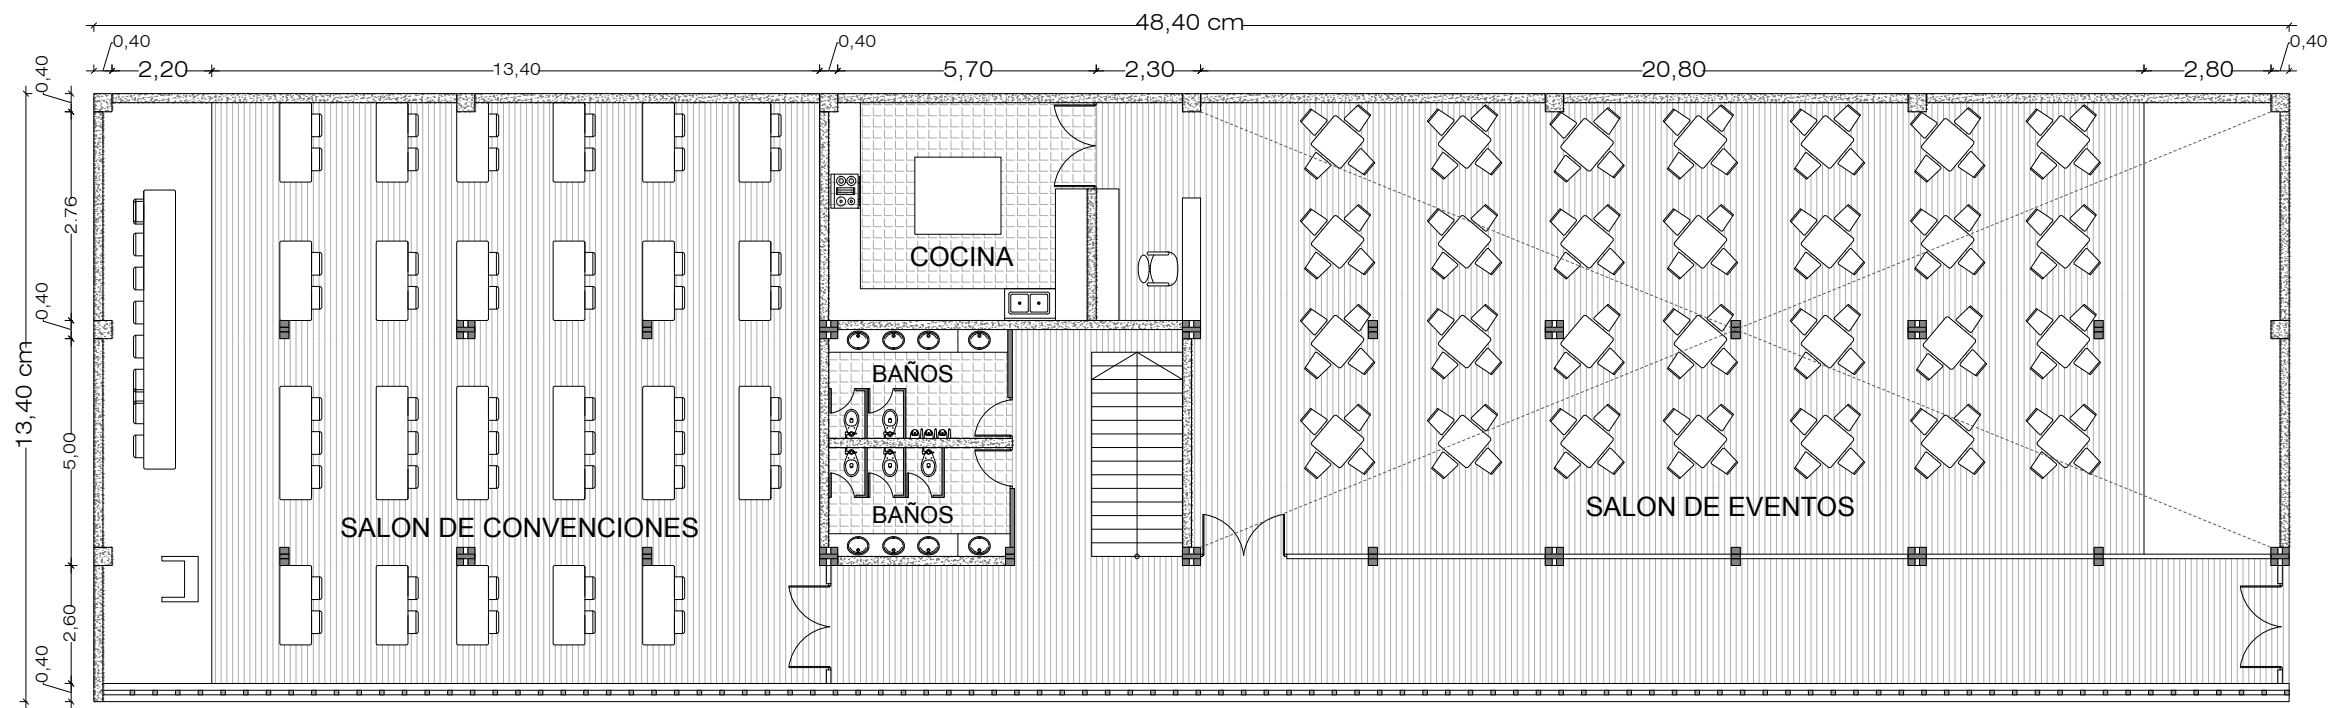 48,40 cm
0,40
0,40
0,40
2,20
13,40
5,70
2,30
20,80
2,80
0,40
2.76
0,40
13,40 cm
5,00
2,60
0,40
COCINA
BAÑOS
BAÑOS
SALON DE CONVENCIONES
SALON DE EVENTOS